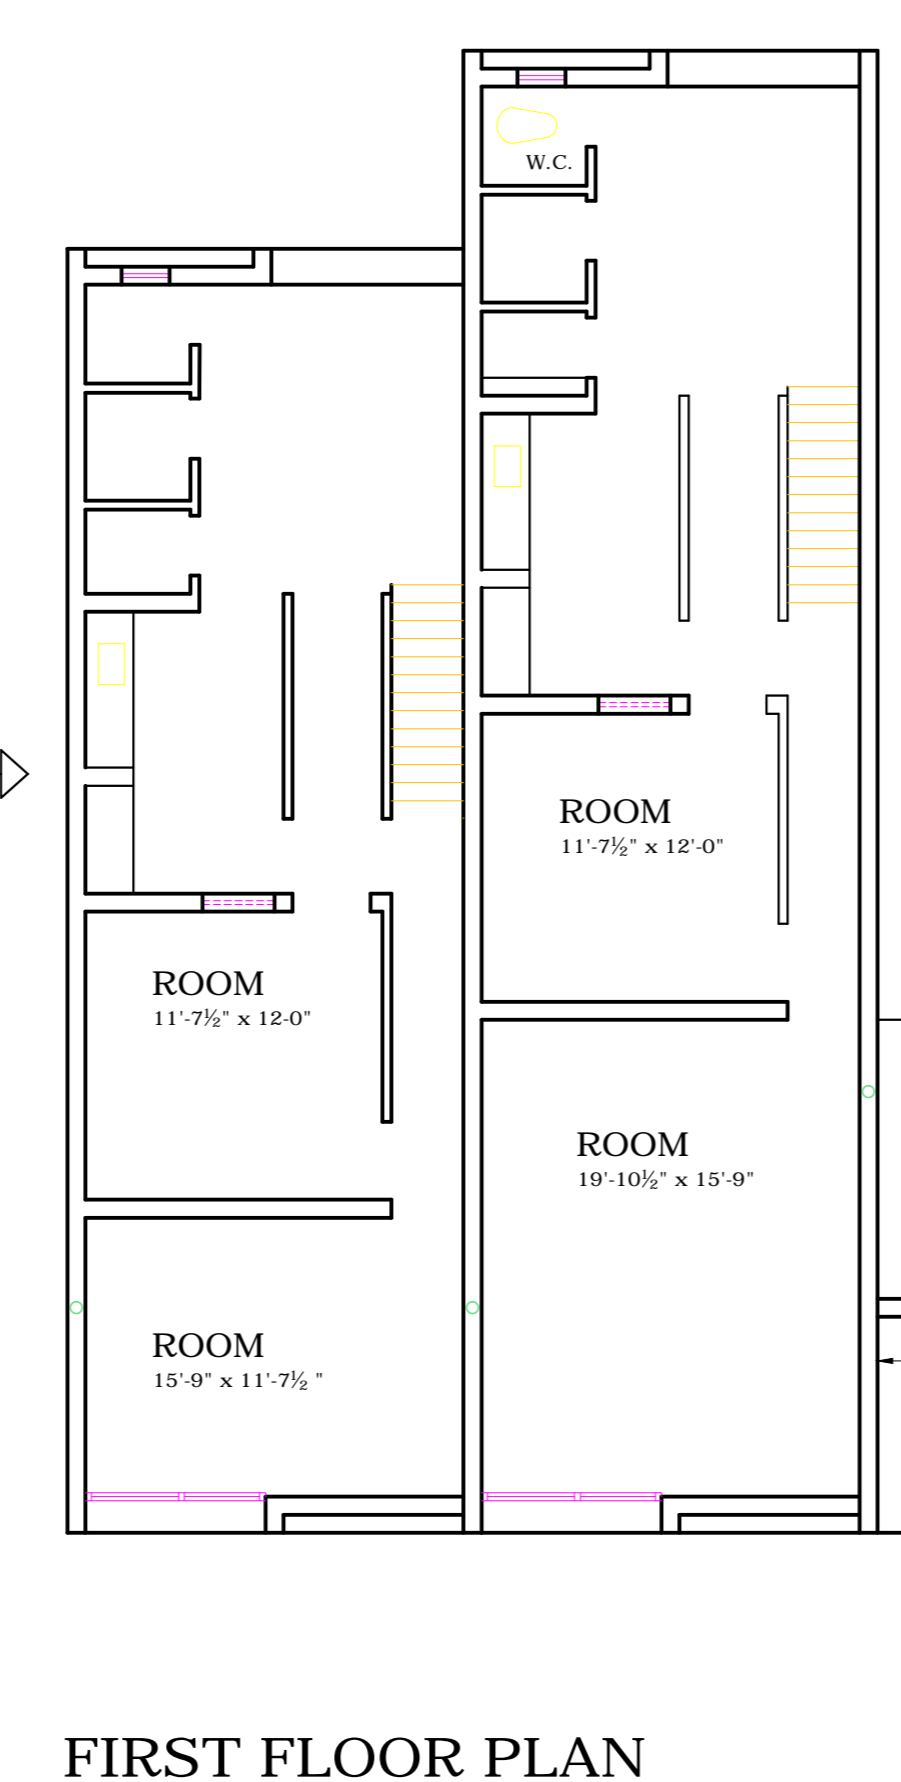 W.C.
ROOM
11'-7½" x 12'-0"
ROOM
11'-7½" x 12-0"
ROOM
19'-10½" x 15'-9"
ROOM
15'-9" x 11'-7½ "
FIRST FLOOR PLAN